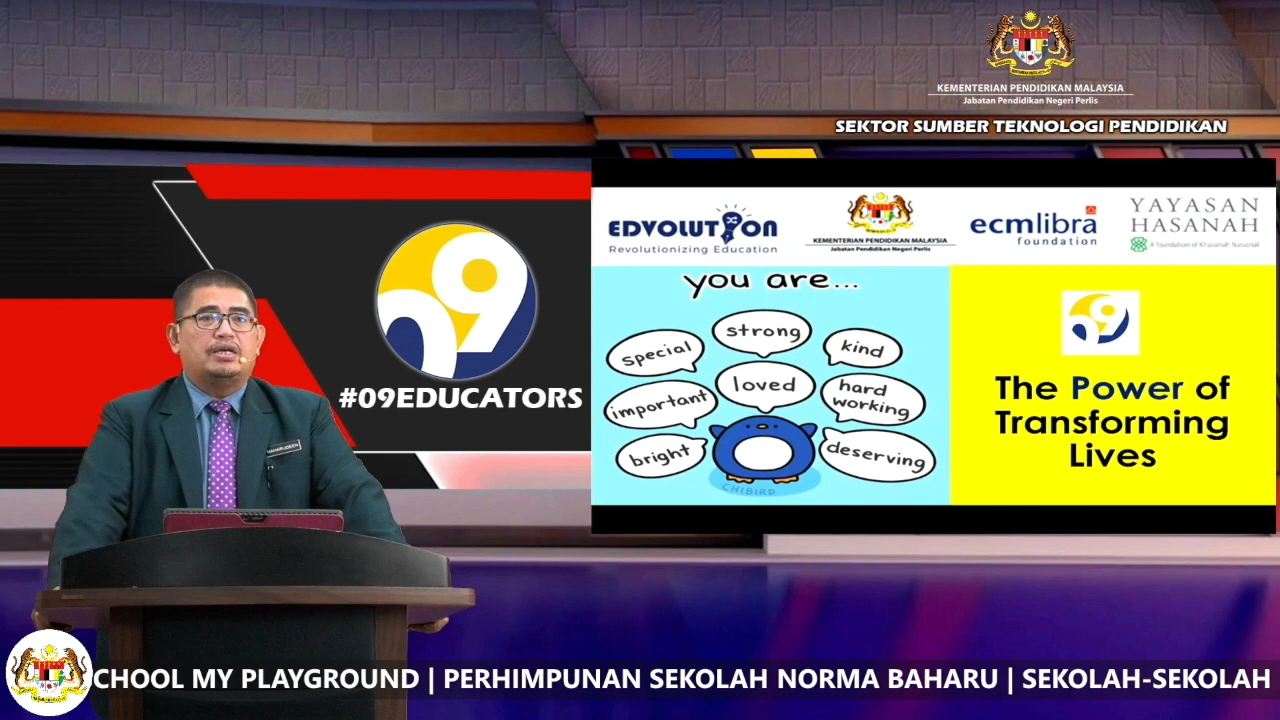 KEMENTERIAN PENDIDIKAN MALAYSIA
Jabatan Pendidikan Negeri Perlis
SEKTOR SUMBER TEKNOLOGI PENDIDIKAN
09
#09EDUCATORS
EDVOLUTION
Revolutionizing Education
KEMENTERIAN PENDIDIKAN MALAYSIA
Jabatan Pendidikan Negeri Perlis
ecmlibra
foundation
YAYASAN
HASANAH
A foundation of Khazanah Nasional
you are...
special
strong
kind
important
loved
hard
working
bright
deserving
CHIBIRD
09
The Power of
Transforming
Lives
CHOOL MY PLAYGROUND | PERHIMPUNAN SEKOLAH NORMA BAHARU | SEKOLAH-SEKOLAH